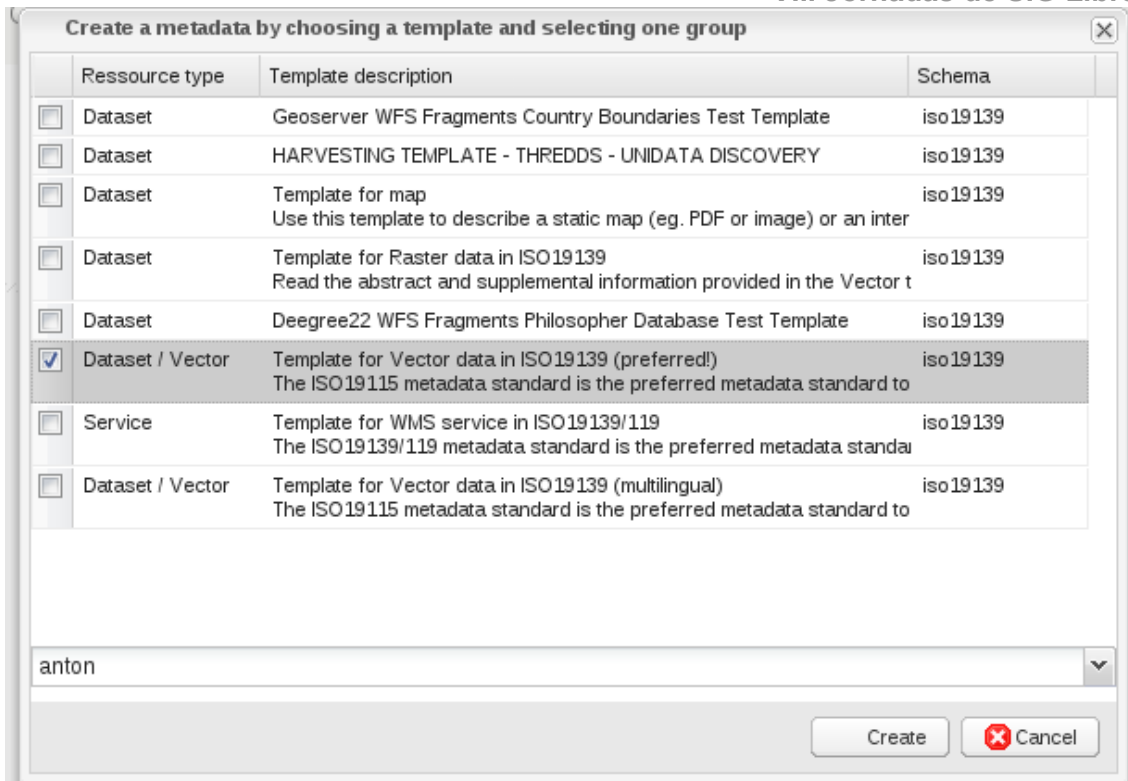 Create a metadata by choosing a template and selecting one group
Ressource type Template description Schema
Dataset Geoserver WFS Fragments Country Boundaries Test Template iso19139
Dataset HARVESTING TEMPLATE - THREDDS - UNIDATA DISCOVERY iso19139
Dataset Template for map iso19139
Use this template to describe a static map (eg. PDF or image) or an inter
Dataset Template for Raster data in ISO19139 iso19139
Read the abstract and supplemental information provided in the Vector t
Dataset Deegree22 WFS Fragments Philosopher Database Test Template iso19139
Dataset / Vector Template for Vector data in ISO19139 (preferred!) iso19139
The ISO19115 metadata standard is the preferred metadata standard to
Service Template for WMS service in ISO19139/119 iso19139
The ISO19139/119 metadata standard is the preferred metadata standar
Dataset / Vector Template for Vector data in ISO19139 (multilingual) iso19139
The ISO19115 metadata standard is the preferred metadata standard to
anton
Create Cancel